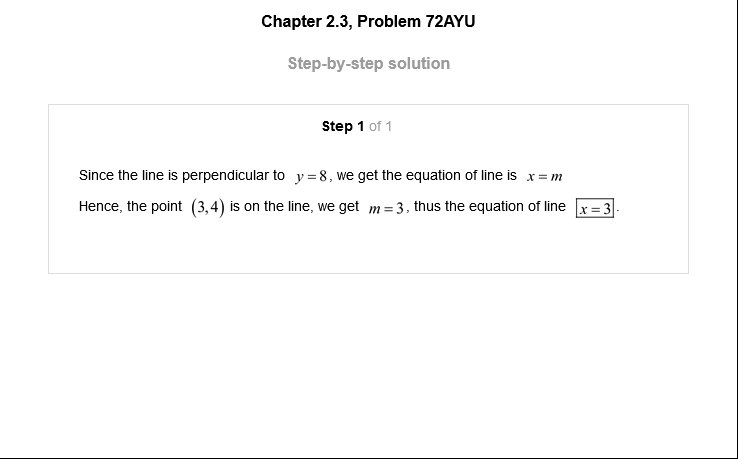 Chapter 2.3, Problem 72AYU
Step-by-step solution
Step 1 of 1
Since the line is perpendicular to y = 8, we get the equation of line is x = m
Hence, the point (3,4) is on the line, we get m = 3, thus the equation of line x = 3.